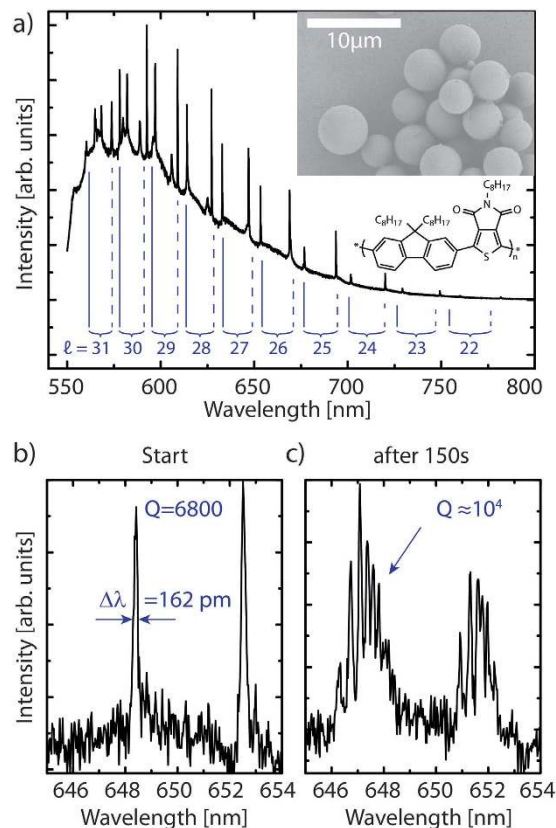 a)
10µm
C₈H₁₇
N
O O
C₈H₁₇ C₈H₁₇
* S n *
Intensity [arb. units]
ℓ = 31 30 29 28 27 26 25 24 23 22
550 600 650 700 750 800
Wavelength [nm]
b) Start
Q=6800
Δλ =162 pm
Intensity [arb. units]
646 648 650 652 654
Wavelength [nm]
c) after 150s
Q ≈10⁴
646 648 650 652 654
Wavelength [nm]